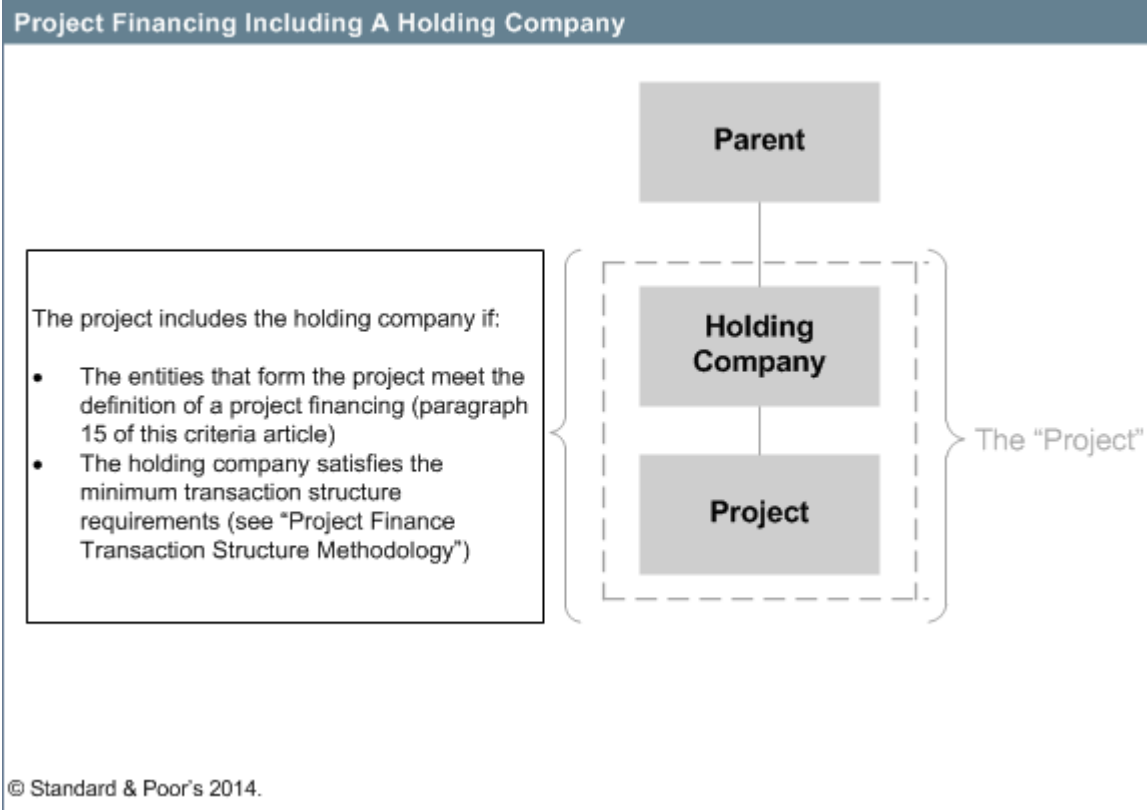 Project Financing Including A Holding Company
Parent
The project includes the holding company if:
• The entities that form the project meet the
definition of a project financing (paragraph
15 of this criteria article)
• The holding company satisfies the
minimum transaction structure
requirements (see “Project Finance
Transaction Structure Methodology”)
Holding
Company
Project
The “Project”
© Standard & Poor’s 2014.